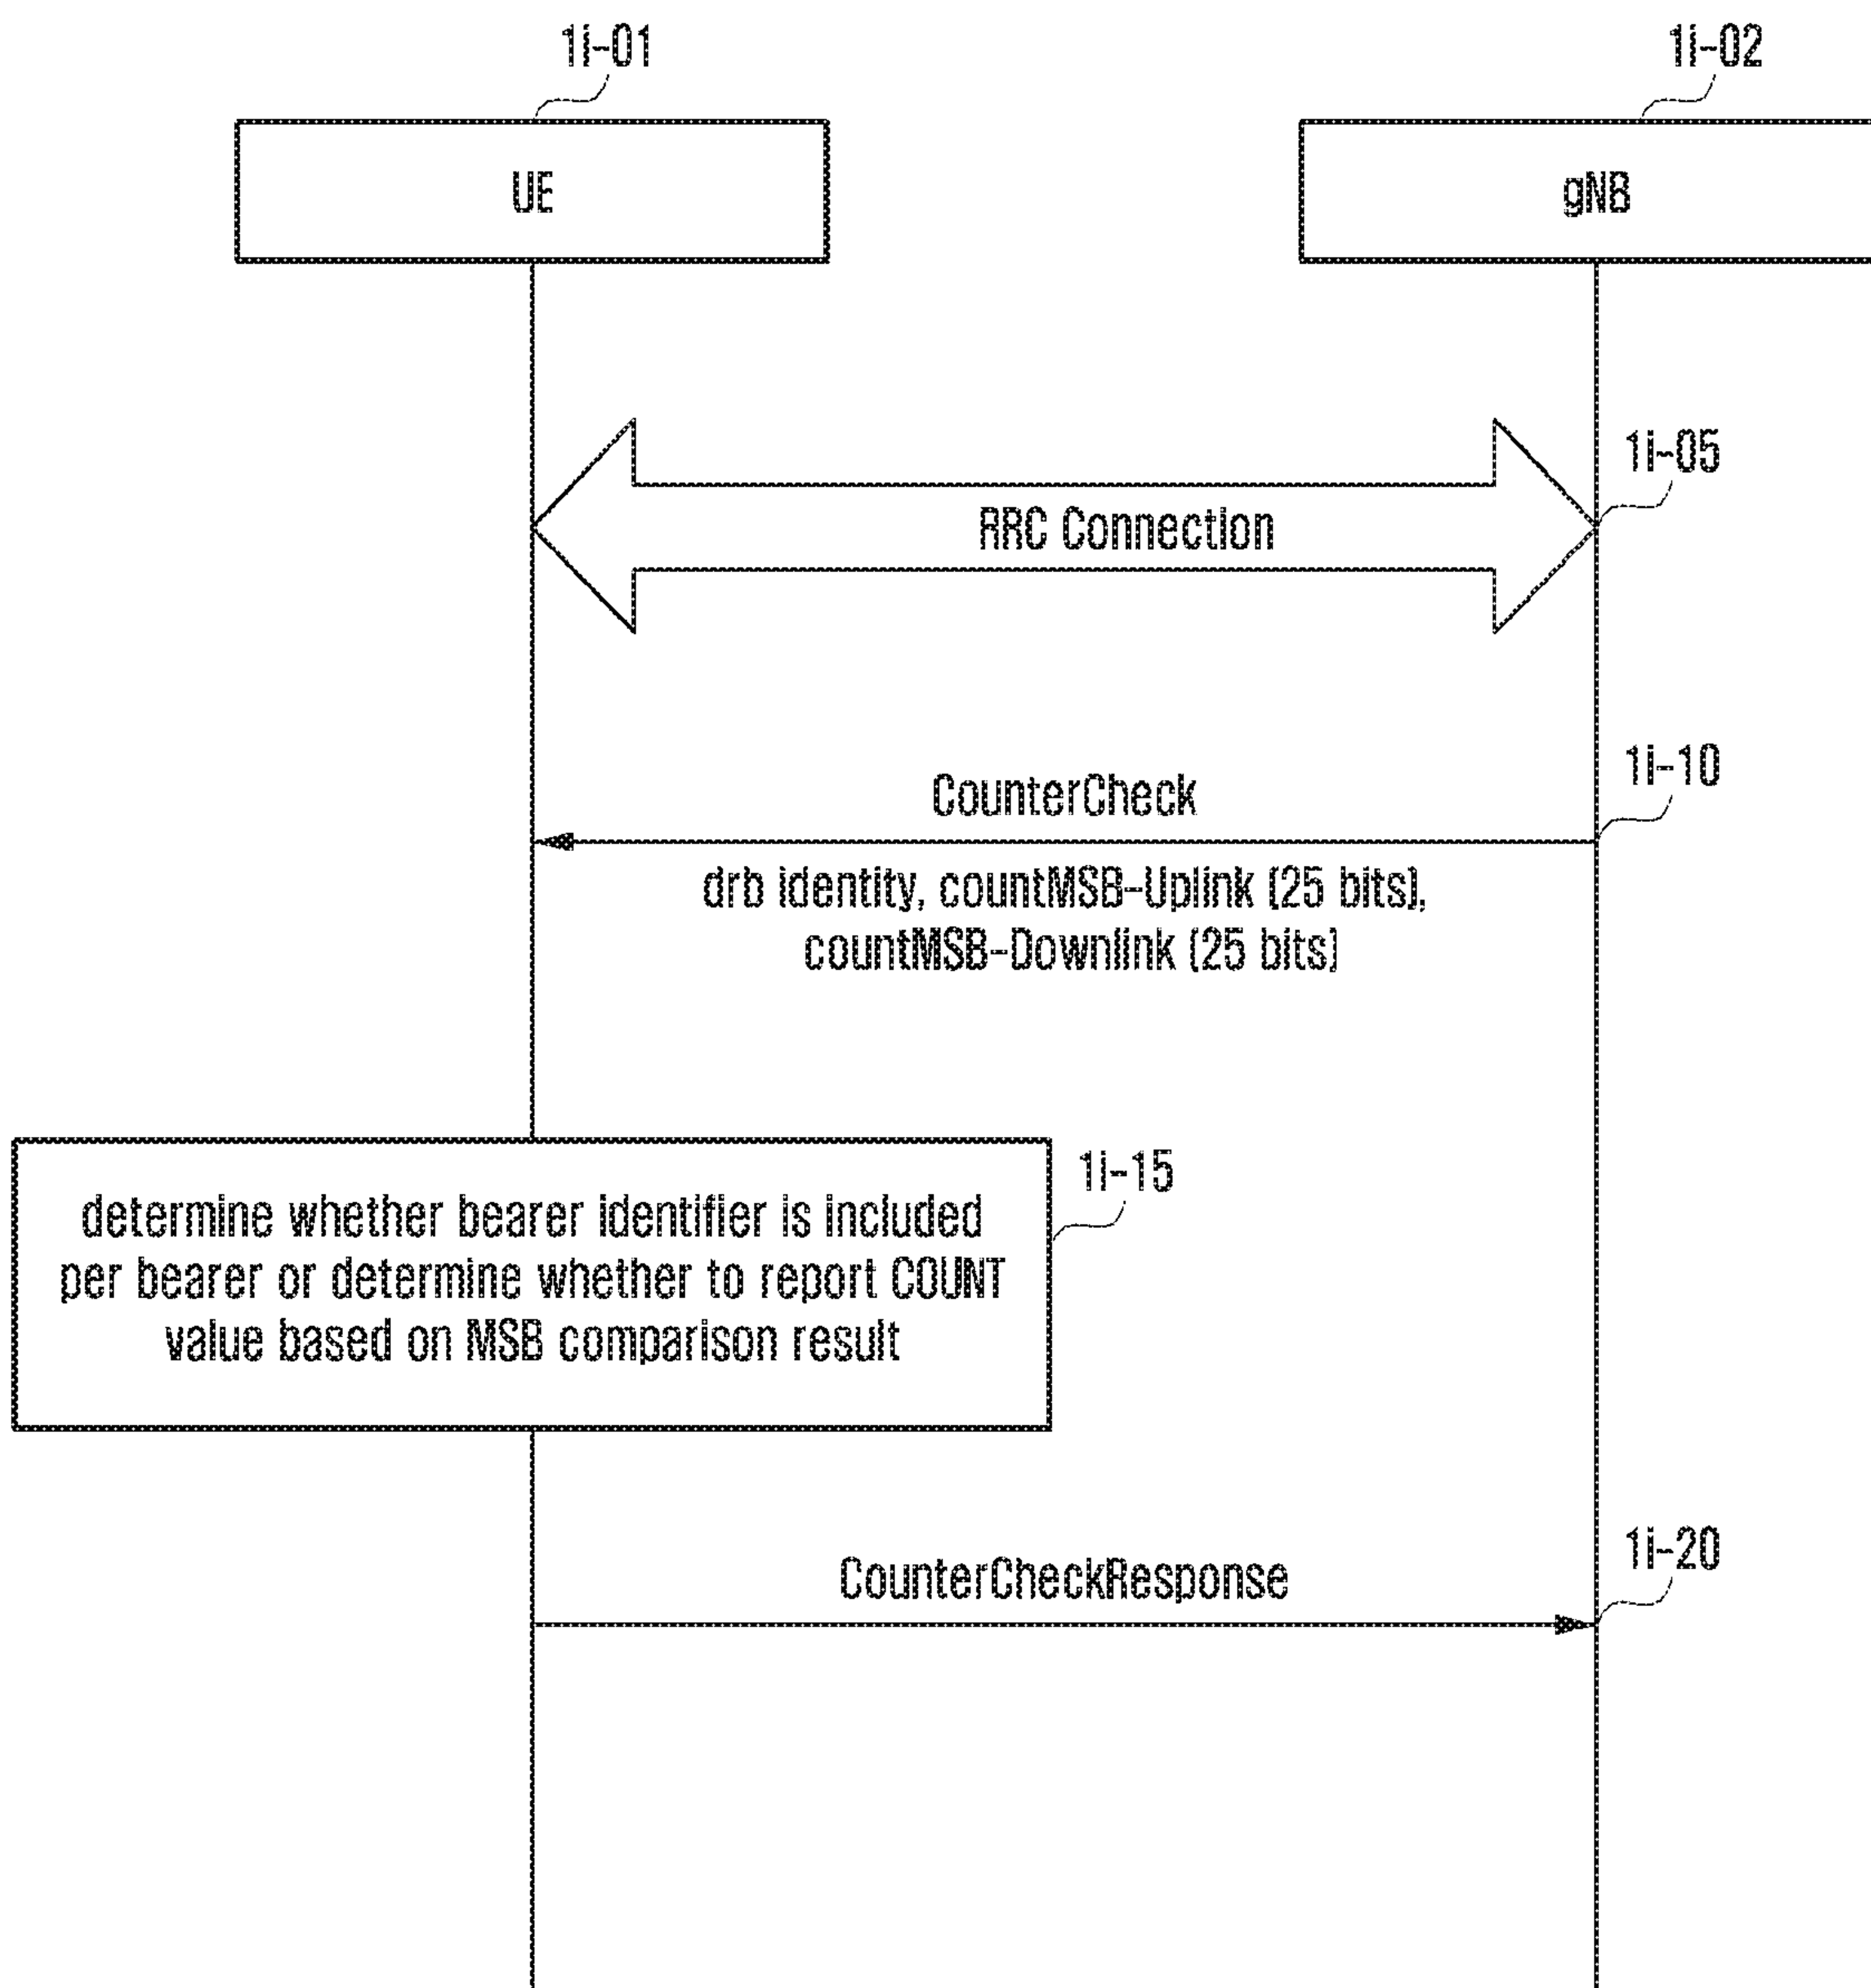 1i-01
1i-02
UE
gNB
1i-05
RRC Connection
1i-10
CounterCheck
drb identity, countMSB-Uplink (25 bits),
countMSB-Downlink (25 bits)
1i-15
determine whether bearer identifier is included
per bearer or determine whether to report COUNT
value based on MSB comparison result
1i-20
CounterCheckResponse